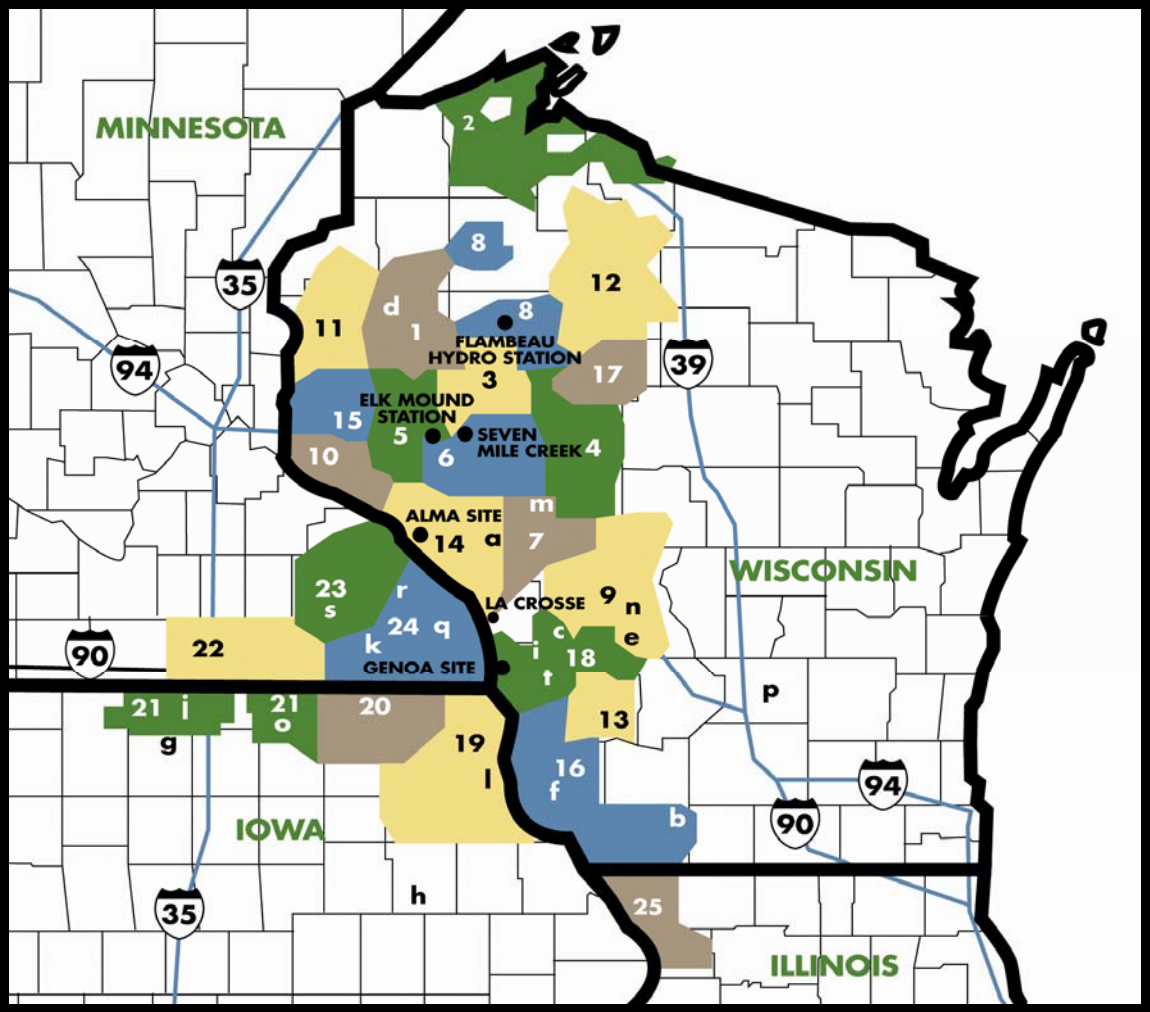 2
MINNESOTA
8
35
12
d
11
1
8
FLAMBEAU
HYDRO STATION
94
39
3
17
ELK MOUND
STATION
15
5
SEVEN
MILE CREEK
4
10
6
m
ALMA SITE
14
a
7
WISCONSIN
23
s
r
LA CROSSE
9
n
24
q
c
e
k
i
18
22
90
GENOA SITE
t
p
21
i
21
o
20
13
g
19
l
16
f
94
b
90
IOWA
h
35
25
ILLINOIS